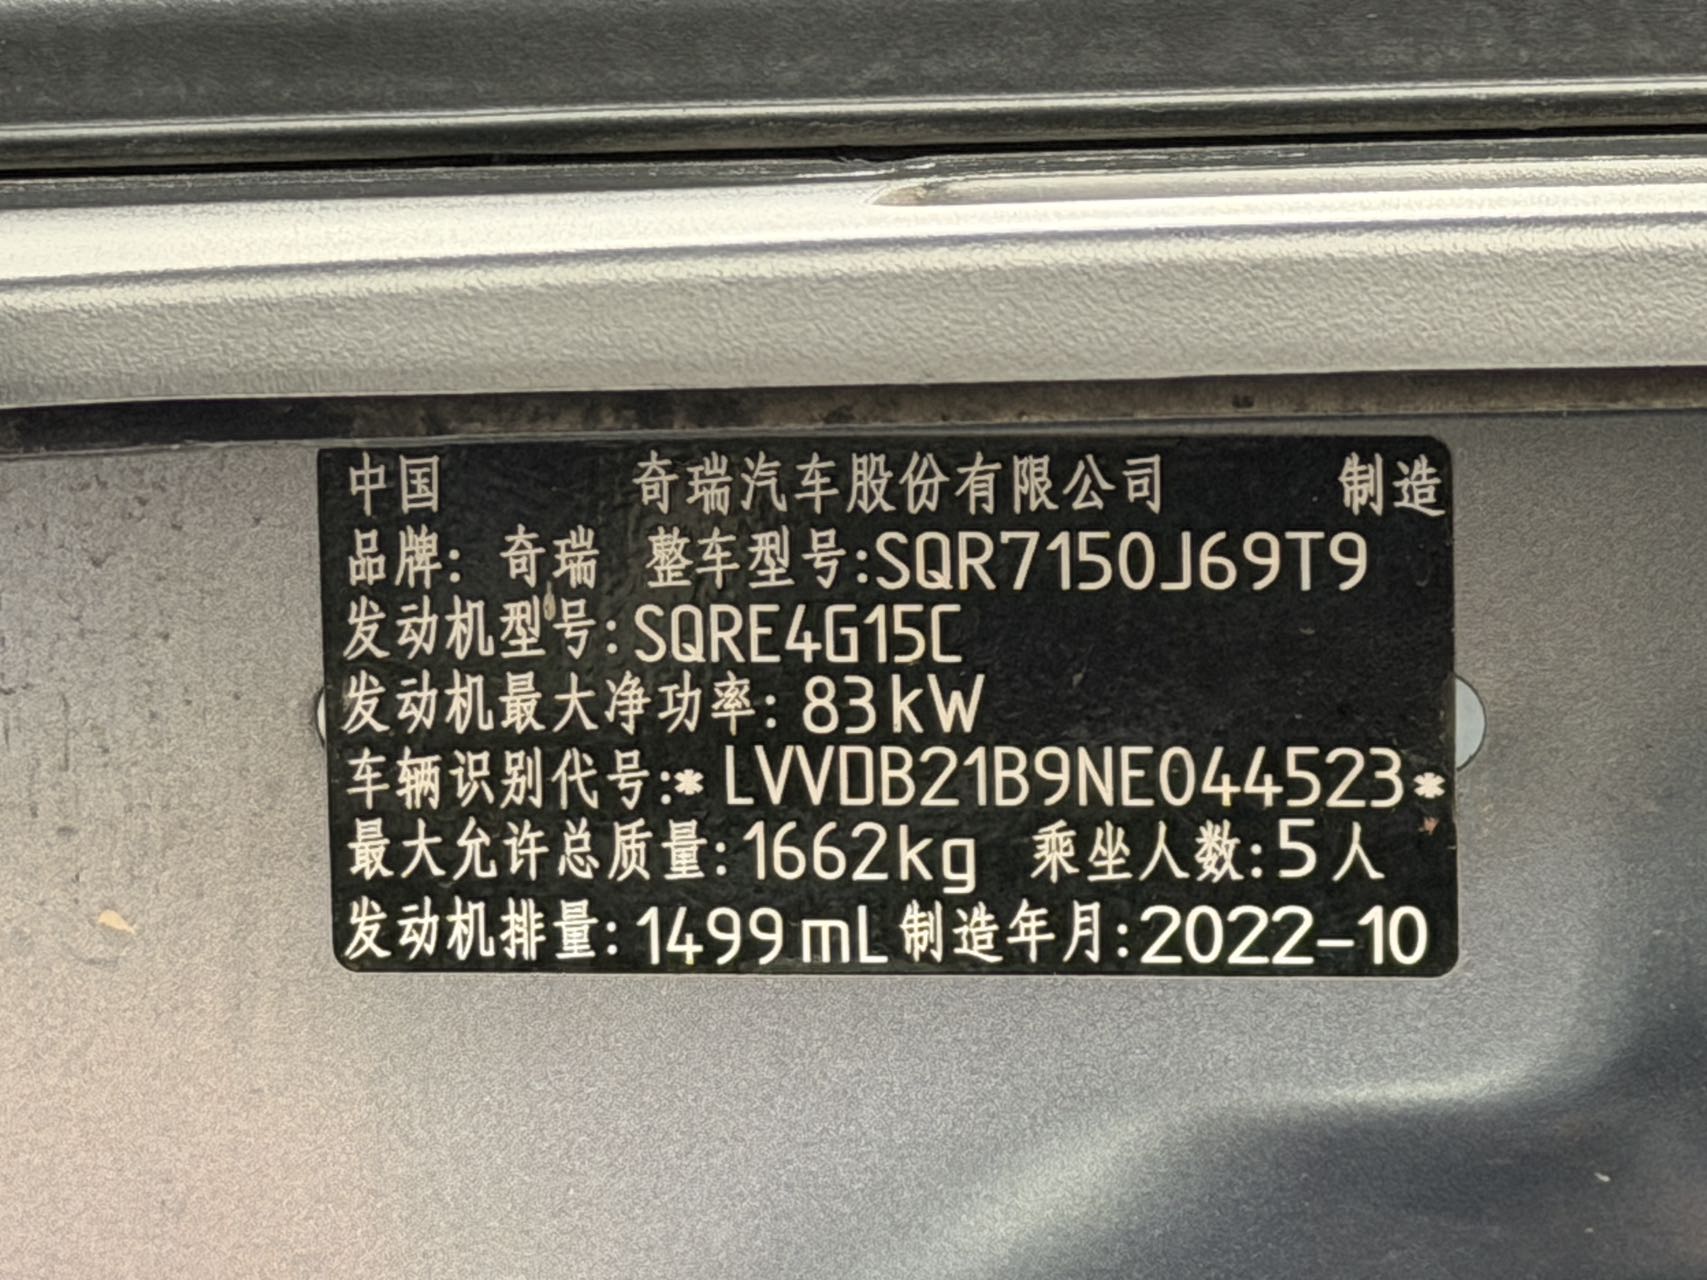 中国 奇瑞汽车股份有限公司 制造
品牌: 奇瑞 整车型号:SQR7150J69T9
发动机型号:SQRE4G15C
发动机最大净功率: 83kW
车辆识别代号:* LVVDB21B9NE044523*
最大允许总质量:1662kg 乘坐人数:5人
发动机排量:1499mL 制造年月:2022-10